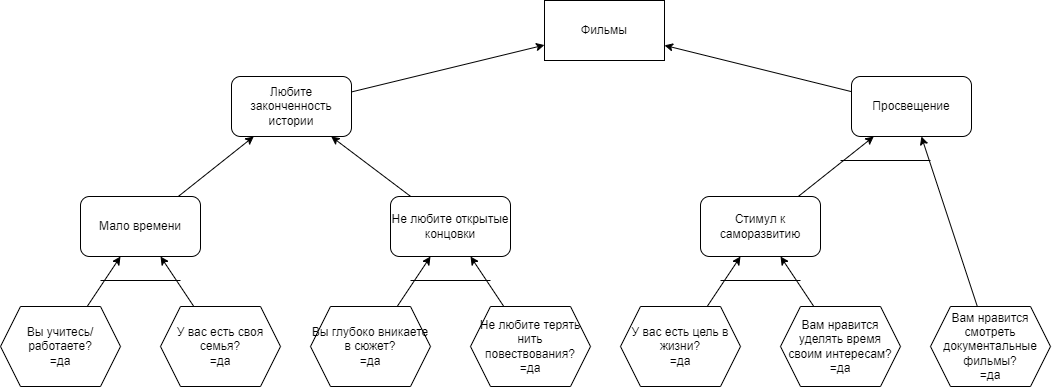 Фильмы
Любите
законченность
истории
Просвещение
Мало времени
Не любите открытые
концовки
Стимул к
саморазвитию
Вы учитесь/
работаете?
=да
У вас есть своя
семья?
=да
Вы глубоко вникаете
в сюжет?
=да
Не любите терять
нить
повествования?
=да
У вас есть цель в
жизни?
=да
Вам нравится
уделять время
своим интересам?
=да
Вам нравится
смотреть
документальные
фильмы?
=да